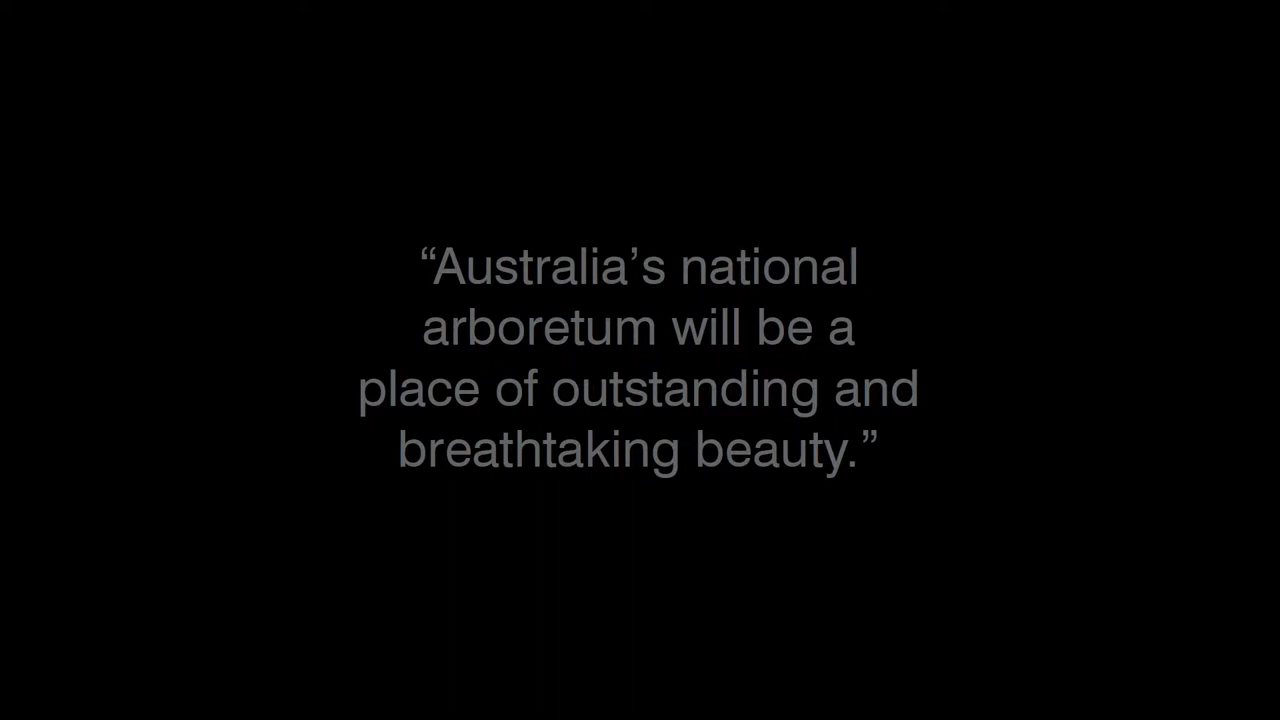 “Australia’s national
arboretum will be a
place of outstanding and
breathtaking beauty.”